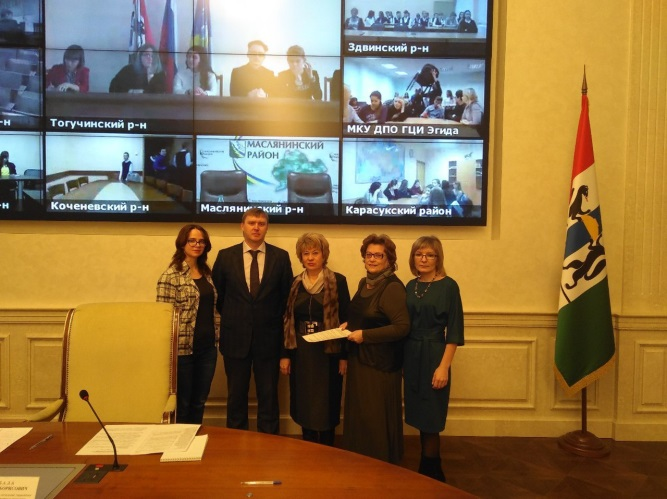 Здвинский р-н
н
Тогучинский р-н
МКУ ДПО ГЦИ Эгида
МАСЛЯНИНСКИЙ
РАЙОН
н
Коченевский р-н
Маслянинский р-н
Карасукский район